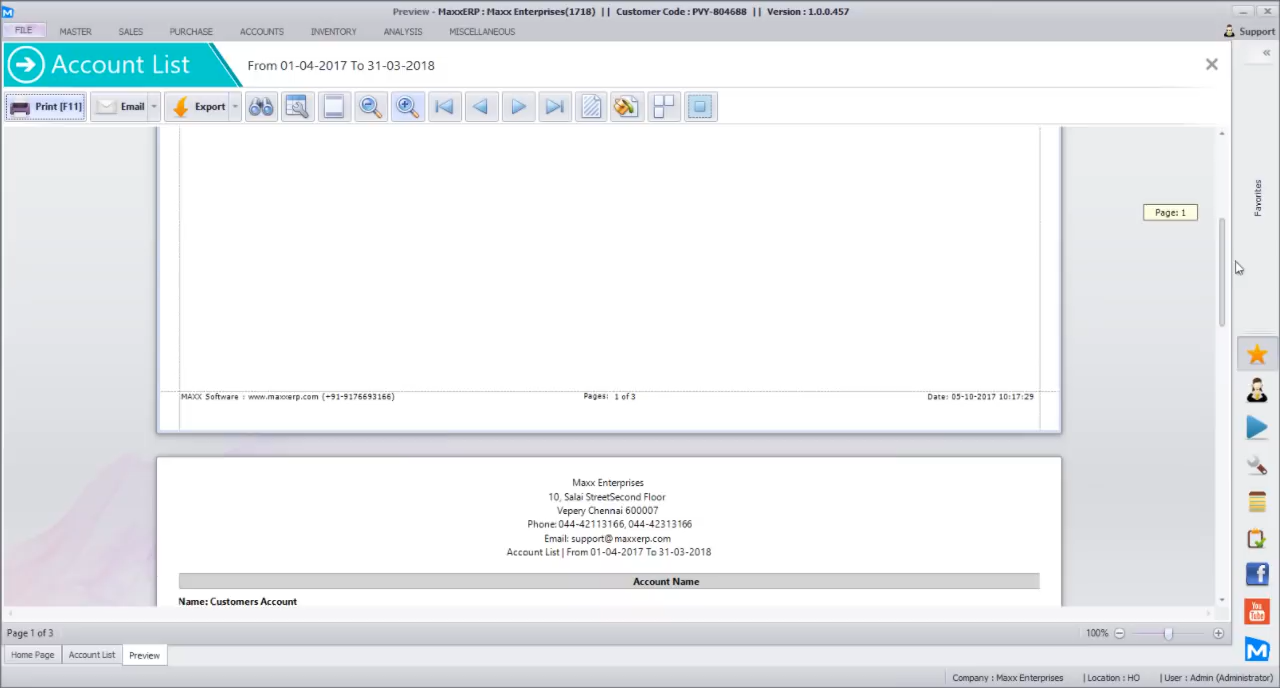 Preview - MaxxERP : Maxx Enterprises(1718) || Customer Code : PVY-804688 || Version : 1.0.0.457
FILE MASTER SALES PURCHASE ACCOUNTS INVENTORY ANALYSIS MISCELLANEOUS Support
Account List From 01-04-2017 To 31-03-2018
Print [F11] Email Export
Favorites
Page: 1
MAXX Software : www.maxxerp.com (+91-9176693166) Pages: 1 of 3 Date: 05-10-2017 10:17:29
Maxx Enterprises
10, Salai StreetSecond Floor
Vepery Chennai 600007
Phone: 044-42113166, 044-42313166
Email: support@maxxerp.com
Account List | From 01-04-2017 To 31-03-2018
Account Name
Name: Customers Account
You
Tube
Page 1 of 3 100%
Home Page Account List Preview
Company : Maxx Enterprises | Location : HO | User : Admin (Administrator)